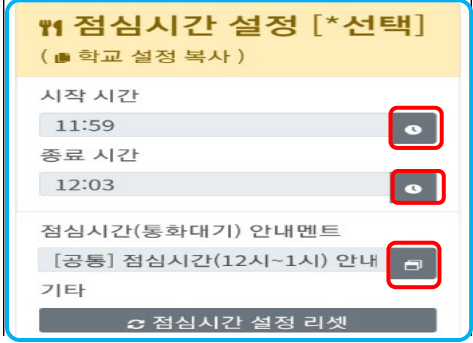 점심시간 설정 [*선택]
( 학교 설정 복사 )
시작 시간
11:59
종료 시간
12:03
점심시간(통화대기) 안내멘트
[공통] 점심시간(12시~1시) 안내
기타
점심시간 설정 리셋